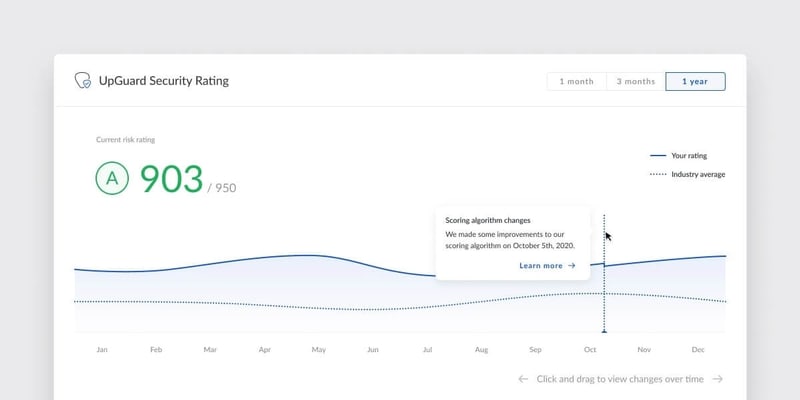 UpGuard Security Rating
1 month
3 months
1 year
Current risk rating
A
903 / 950
Your rating
Industry average
Scoring algorithm changes
We made some improvements to our
scoring algorithm on October 5th, 2020.
Learn more →
Jan Feb Mar Apr May Jun Jul Aug Sep Oct Nov Dec
← Click and drag to view changes over time →